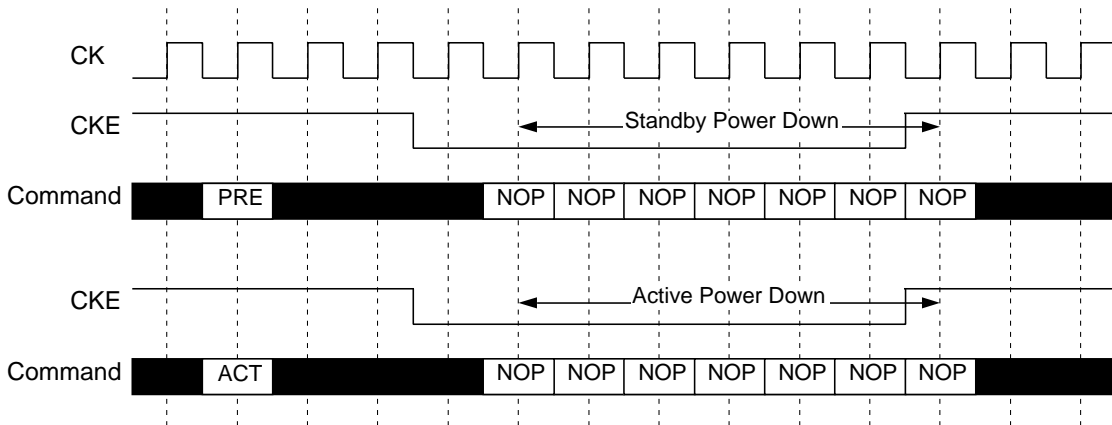 CK
CKE Standby Power Down
Command PRE NOP NOP NOP NOP NOP NOP NOP
CKE Active Power Down
Command ACT NOP NOP NOP NOP NOP NOP NOP